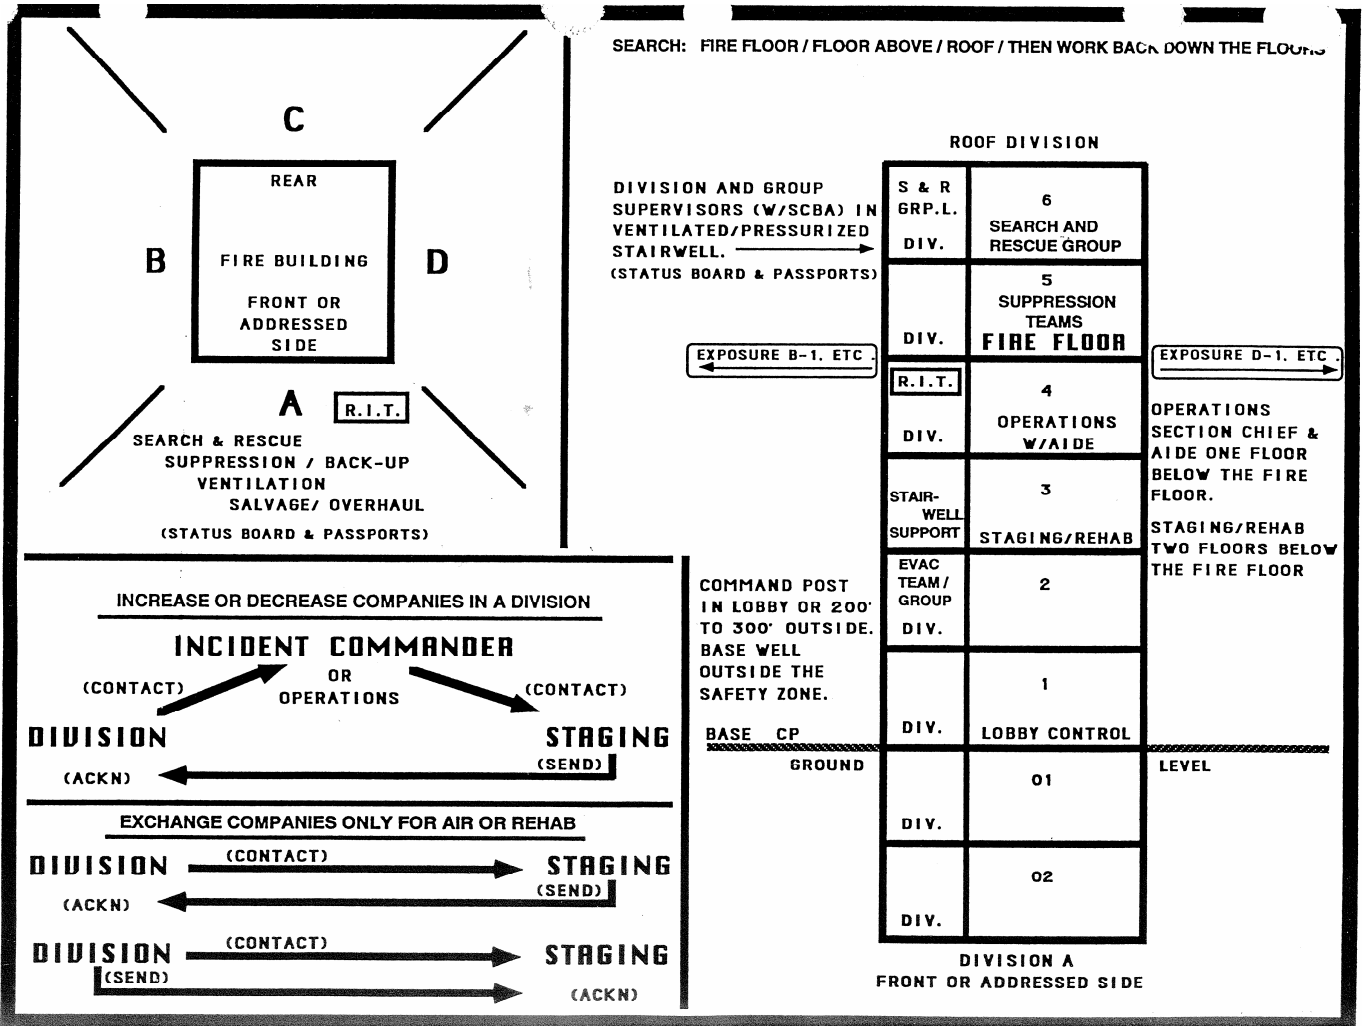 C
REAR
B
FIRE BUILDING
D
FRONT OR
ADDRESSED
SIDE
A
R.I.T.
SEARCH & RESCUE
SUPPRESSION / BACK-UP
VENTILATION
SALVAGE/ OVERHAUL
(STATUS BOARD & PASSPORTS)
INCREASE OR DECREASE COMPANIES IN A DIVISION
INCIDENT COMMANDER
OR
OPERATIONS
(CONTACT)
(CONTACT)
DIVISION
STAGING
(SEND)
(ACKN)
EXCHANGE COMPANIES ONLY FOR AIR OR REHAB
DIVISION
(CONTACT)
STAGING
(SEND)
(ACKN)
DIVISION
(CONTACT)
STAGING
(SEND)
(ACKN)
SEARCH: FIRE FLOOR / FLOOR ABOVE / ROOF / THEN WORK BACK DOWN THE FLOORS
ROOF DIVISION
DIVISION AND GROUP
SUPERVISORS (W/SCBA) IN
VENTILATED/PRESSURIZED
STAIRWELL.
(STATUS BOARD & PASSPORTS)
S & R
GRP.L.
DIV.
6
SEARCH AND
RESCUE GROUP
5
SUPPRESSION
TEAMS
DIV.
FIRE FLOOR
EXPOSURE B-1, ETC.
EXPOSURE D-1, ETC.
R.I.T.
DIV.
4
OPERATIONS
W/AIDE
OPERATIONS
SECTION CHIEF &
AIDE ONE FLOOR
BELOW THE FIRE
FLOOR.
STAIR-
WELL
SUPPORT
3
STAGING/REHAB
STAGING/REHAB
TWO FLOORS BELOW
THE FIRE FLOOR
EVAC
TEAM/
GROUP
DIV.
2
COMMAND POST
IN LOBBY OR 200'
TO 300' OUTSIDE.
BASE WELL
OUTSIDE THE
SAFETY ZONE.
1
DIV.
LOBBY CONTROL
BASE CP
GROUND
LEVEL
01
DIV.
02
DIV.
DIVISION A
FRONT OR ADDRESSED SIDE